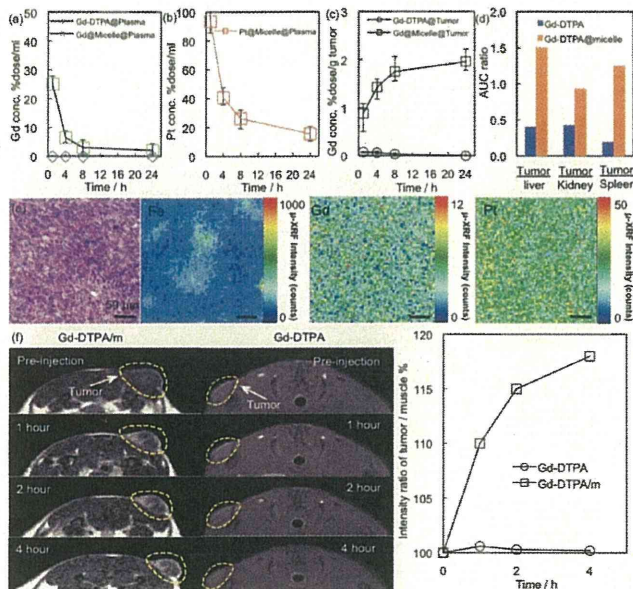 (a)
Gd-DTPA@Plasma
Gd@Micelle@Plasma
Gd conc. %dose/ml
50
40
30
20
10
0
0 4 8 12 16 20 24
Time / h
(b)
Pt@Micelle@Plasma
Pt conc. %dose/ml
100
80
60
40
20
0
0 4 8 12 16 20 24
Time / h
(c)
Gd-DTPA@Tumor
Gd@Micelle@Tumor
Gd conc. %dose/g tumor
3
2
1
0
0 4 8 12 16 20 24
Time / h
(d)
Gd-DTPA
Gd-DTPA@micelle
AUC ratio
1.5
1
0.5
0
Tumor
liver
Tumor
Kidney
Tumor
Spleen
(e)
50 μm
Fe
1000
0
μ-XRF Intensity (counts)
Gd
12
0
μ-XRF Intensity (counts)
Pt
50
0
μ-XRF Intensity (counts)
(f)
Gd-DTPA/m
Gd-DTPA
Pre-Injection
Tumor
Pre-injection
Tumor
1 hour
1 hour
2 hour
2 hour
4 hour
4 hour
Intensity ratio of tumor / muscle %
120
115
110
105
100
Gd-DTPA
Gd-DTPA/m
0 2 4
Time / h